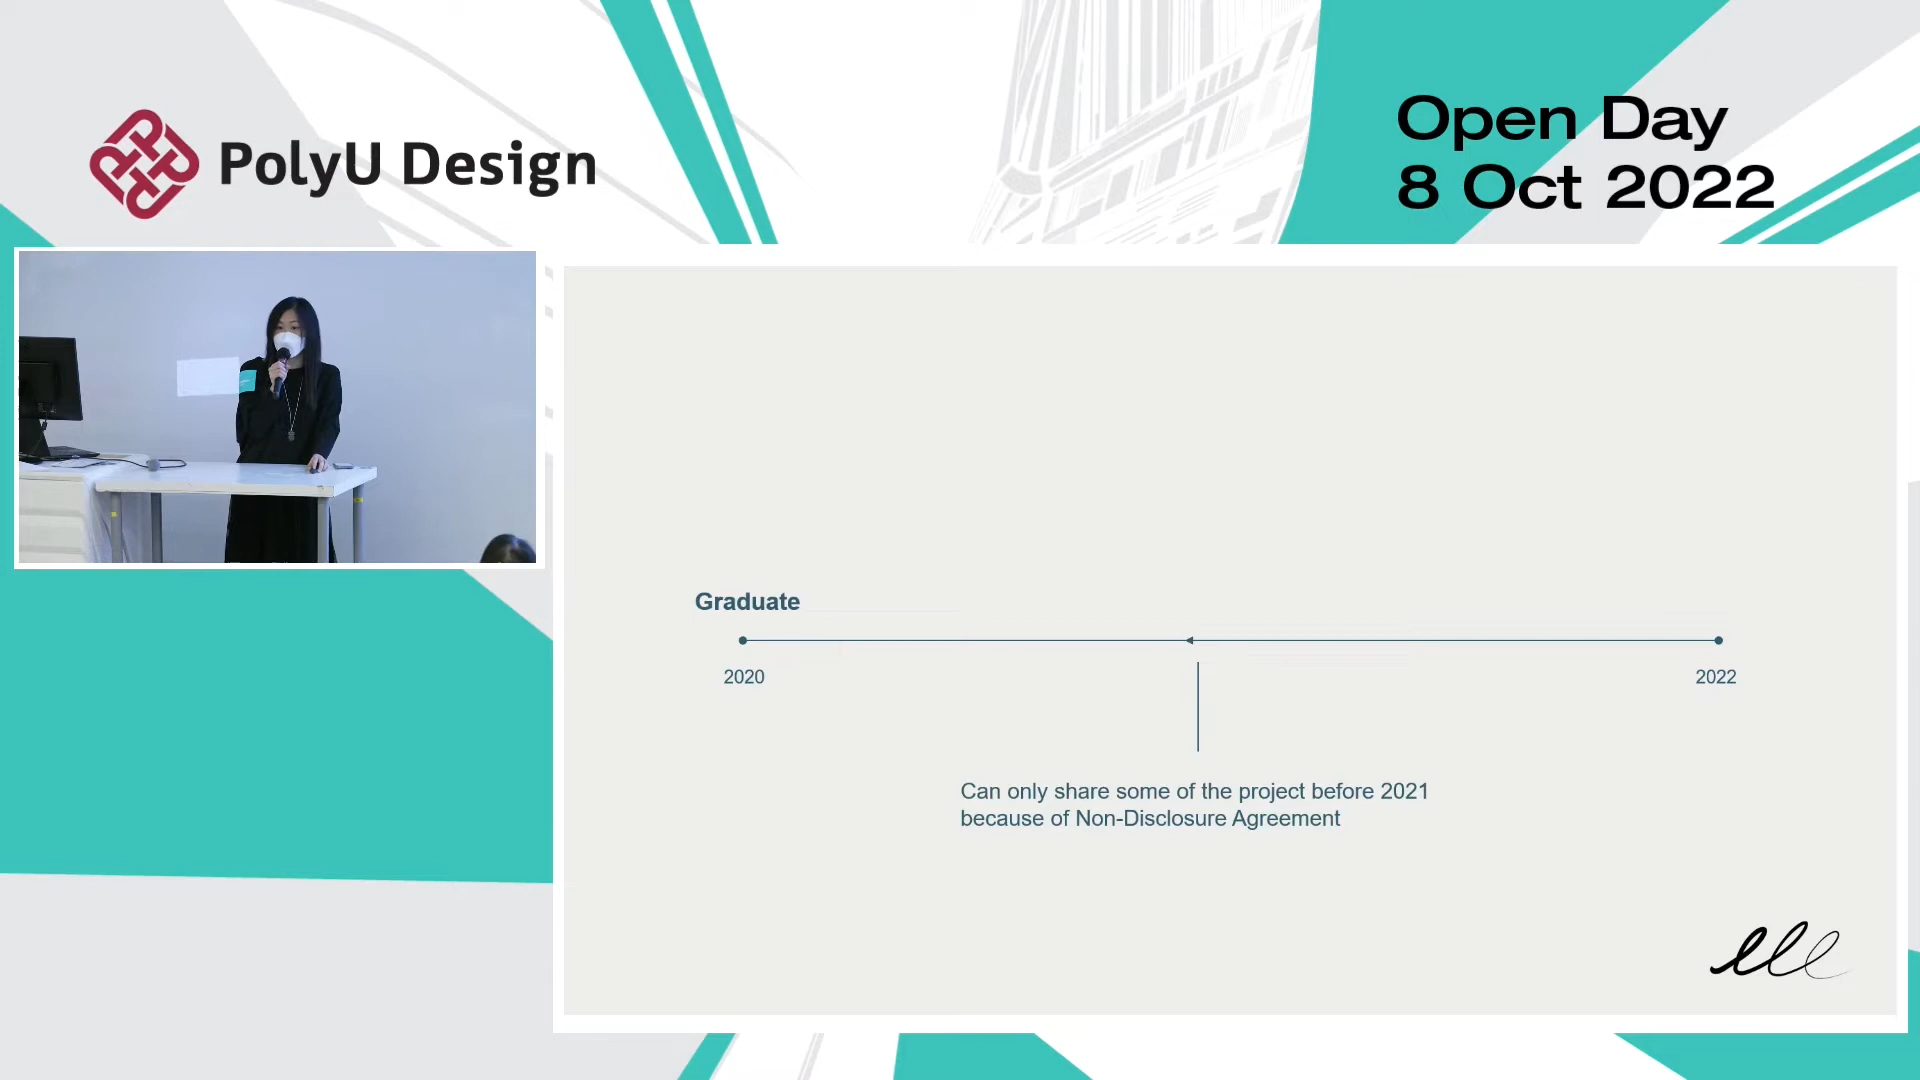 PolyU Design
Open Day
8 Oct 2022
Graduate
2020
2022
Can only share some of the project before 2021
because of Non-Disclosure Agreement